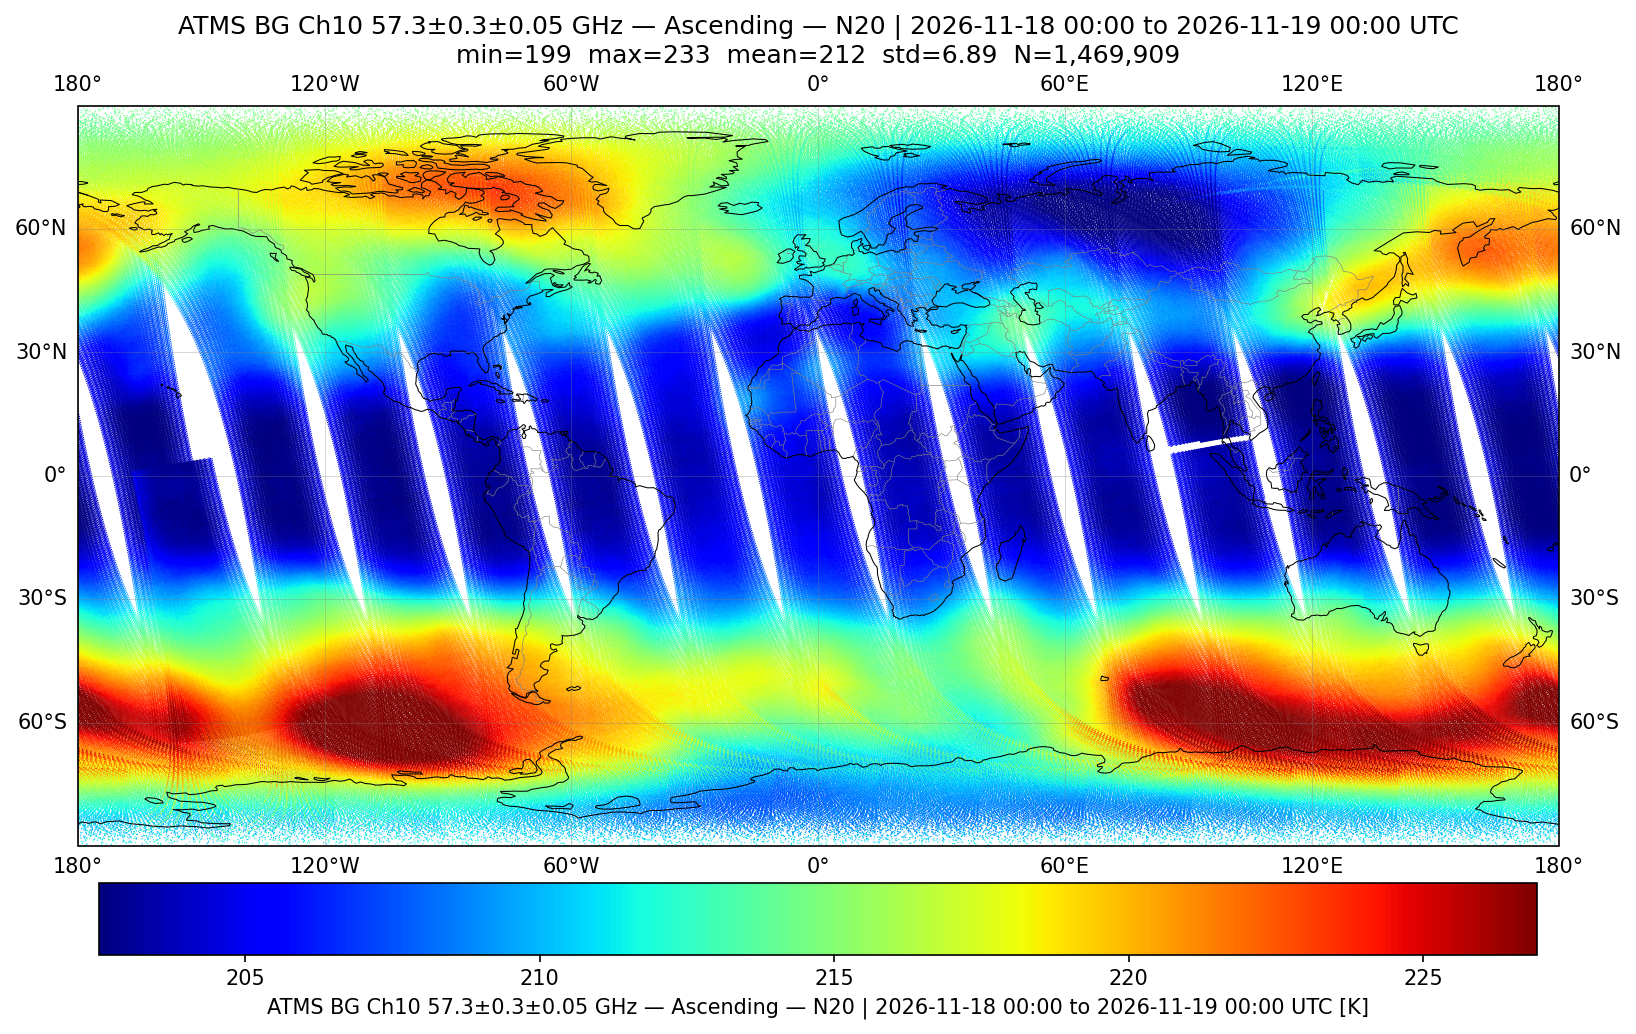 ATMS BG Ch10 57.3±0.3±0.05 GHz — Ascending — N20 | 2026-11-18 00:00 to 2026-11-19 00:00 UTC
min=199  max=233  mean=212  std=6.89  N=1,469,909
180° 120°W 60°W 0° 60°E 120°E 180°
60°N 60°N
30°N 30°N
0° 0°
30°S 30°S
60°S 60°S
180° 120°W 60°W 0° 60°E 120°E 180°
205 210 215 220 225
ATMS BG Ch10 57.3±0.3±0.05 GHz — Ascending — N20 | 2026-11-18 00:00 to 2026-11-19 00:00 UTC [K]